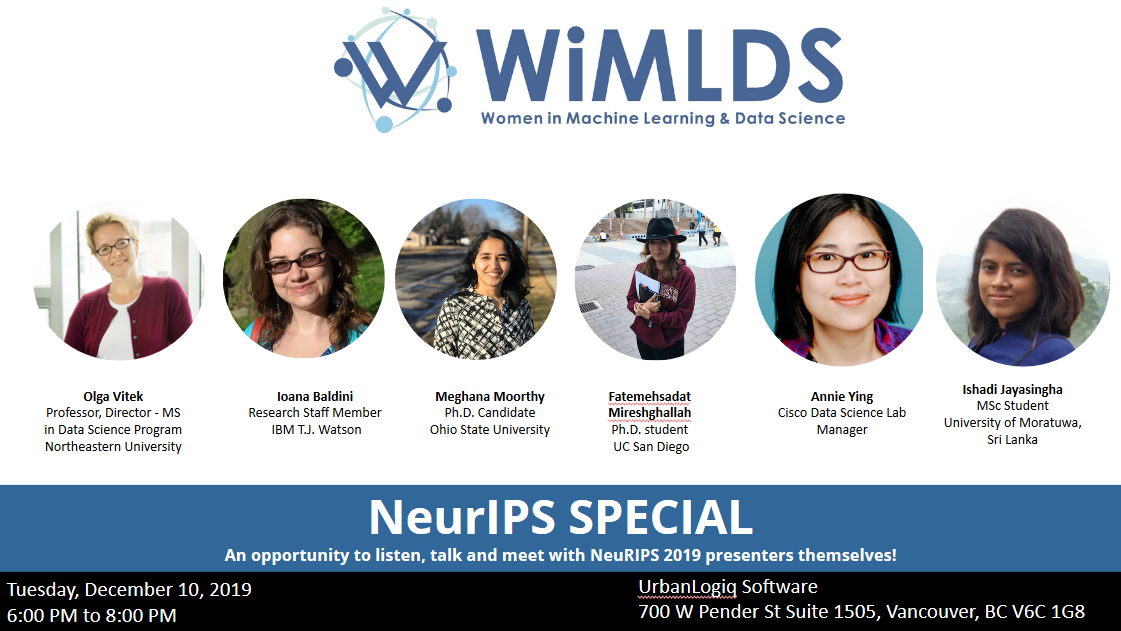 W
WiMLDS
Women in Machine Learning & Data Science
Olga Vitek
Professor, Director - MS
in Data Science Program
Northeastern University
Ioana Baldini
Research Staff Member
IBM T.J. Watson
Meghana Moorthy
Ph.D. Candidate
Ohio State University
Fatemehsadat
Mireshghallah
Ph.D. student
UC San Diego
Annie Ying
Cisco Data Science Lab
Manager
Ishadi Jayasingha
MSc Student
University of Moratuwa,
Sri Lanka
NeurIPS SPECIAL
An opportunity to listen, talk and meet with NeuRIPS 2019 presenters themselves!
Tuesday, December 10, 2019
6:00 PM to 8:00 PM
UrbanLogiq Software
700 W Pender St Suite 1505, Vancouver, BC V6C 1G8